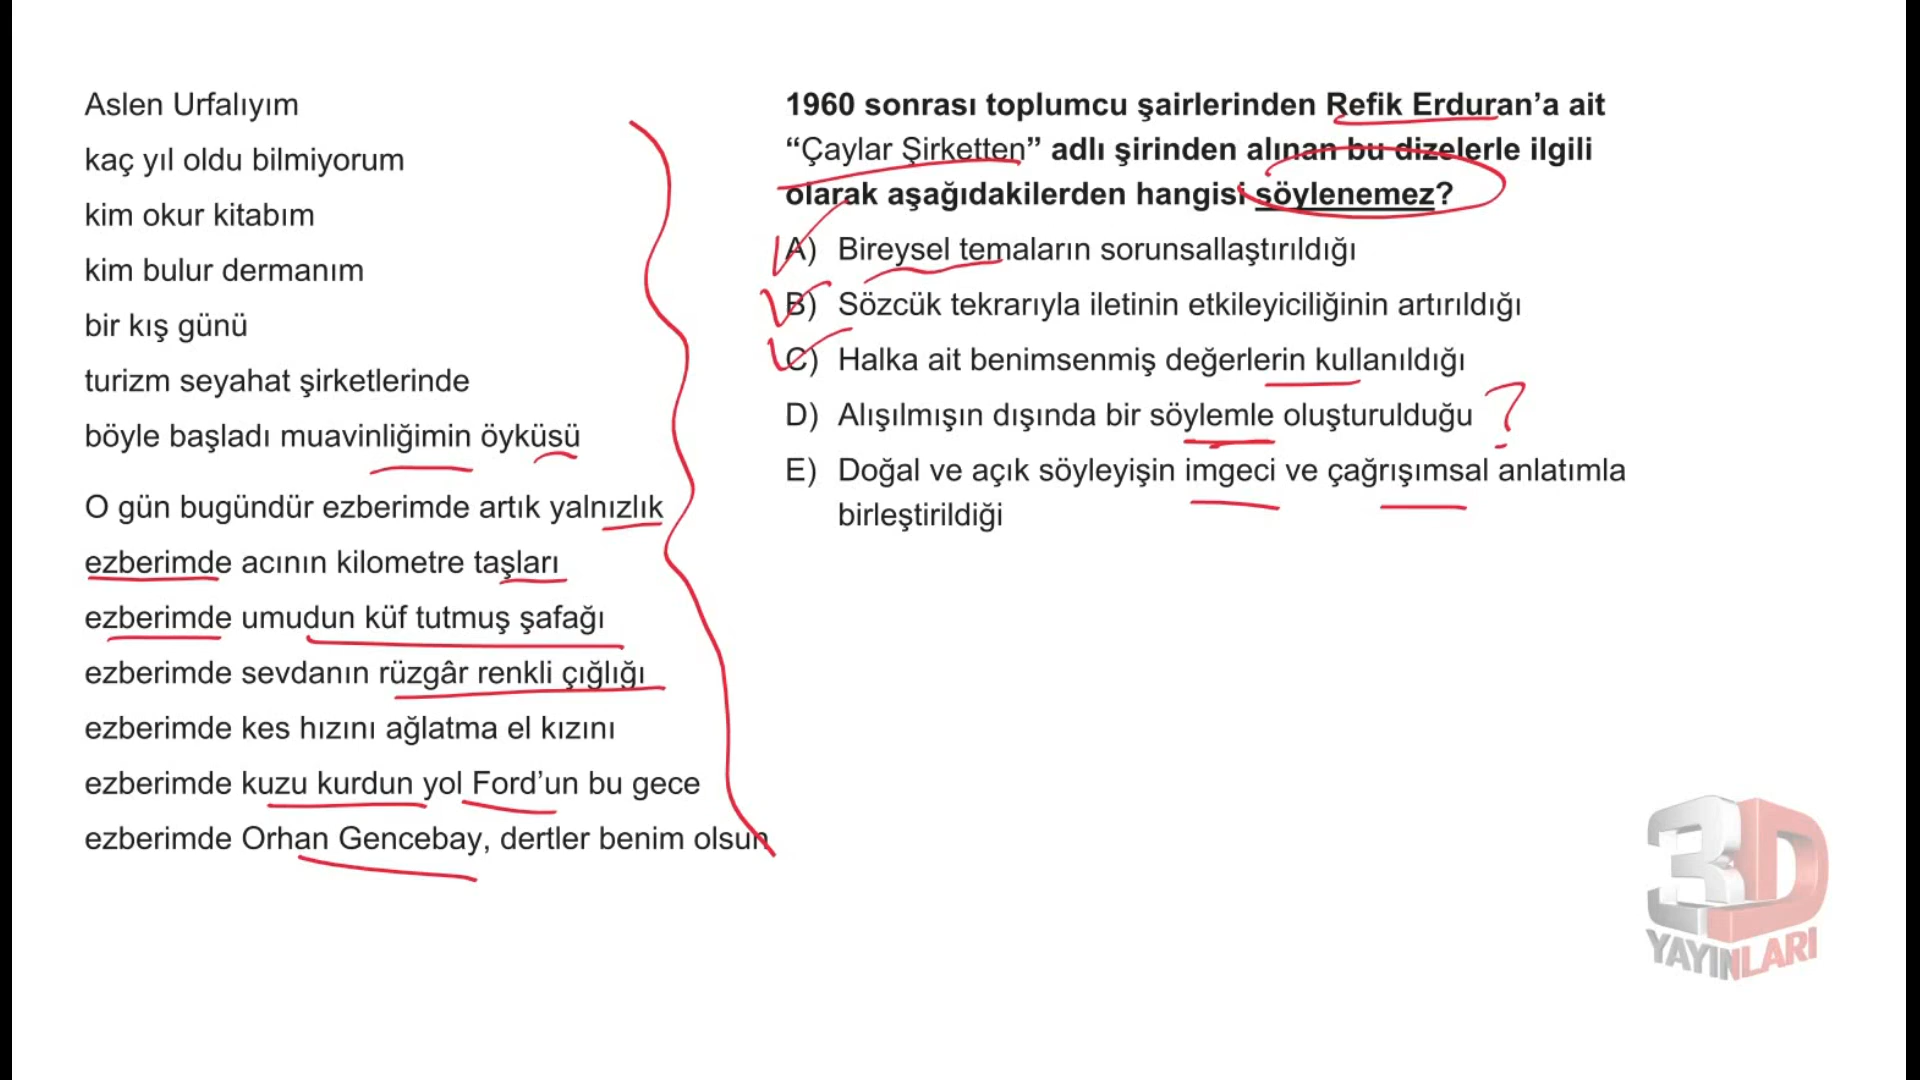 Aslen Urfalıyım
kaç yıl oldu bilmiyorum
kim okur kitabım
kim bulur dermanım
bir kış günü
turizm seyahat şirketlerinde
böyle başladı muavinliğimin öyküsü
O gün bugündür ezberimde artık yalnızlık
ezberimde acının kilometre taşları
ezberimde umudun küf tutmuş şafağı
ezberimde sevdanın rüzgâr renkli çığlığı
ezberimde kes hızını ağlatma el kızını
ezberimde kuzu kurdun yol Ford’un bu gece
ezberimde Orhan Gencebay, dertler benim olsun
1960 sonrası toplumcu şairlerinden Refik Erduran’a ait
“Çaylar Şirketten” adlı şirinden alınan bu dizelerle ilgili
olarak aşağıdakilerden hangisi söylenemez?
A) Bireysel temaların sorunsallaştırıldığı
B) Sözcük tekrarıyla iletinin etkileyiciliğinin artırıldığı
C) Halka ait benimsenmiş değerlerin kullanıldığı
D) Alışılmışın dışında bir söylemle oluşturulduğu ?
E) Doğal ve açık söyleyişin imgeci ve çağrışımsal anlatımla
birleştirildiği
3D
YAYINLARI